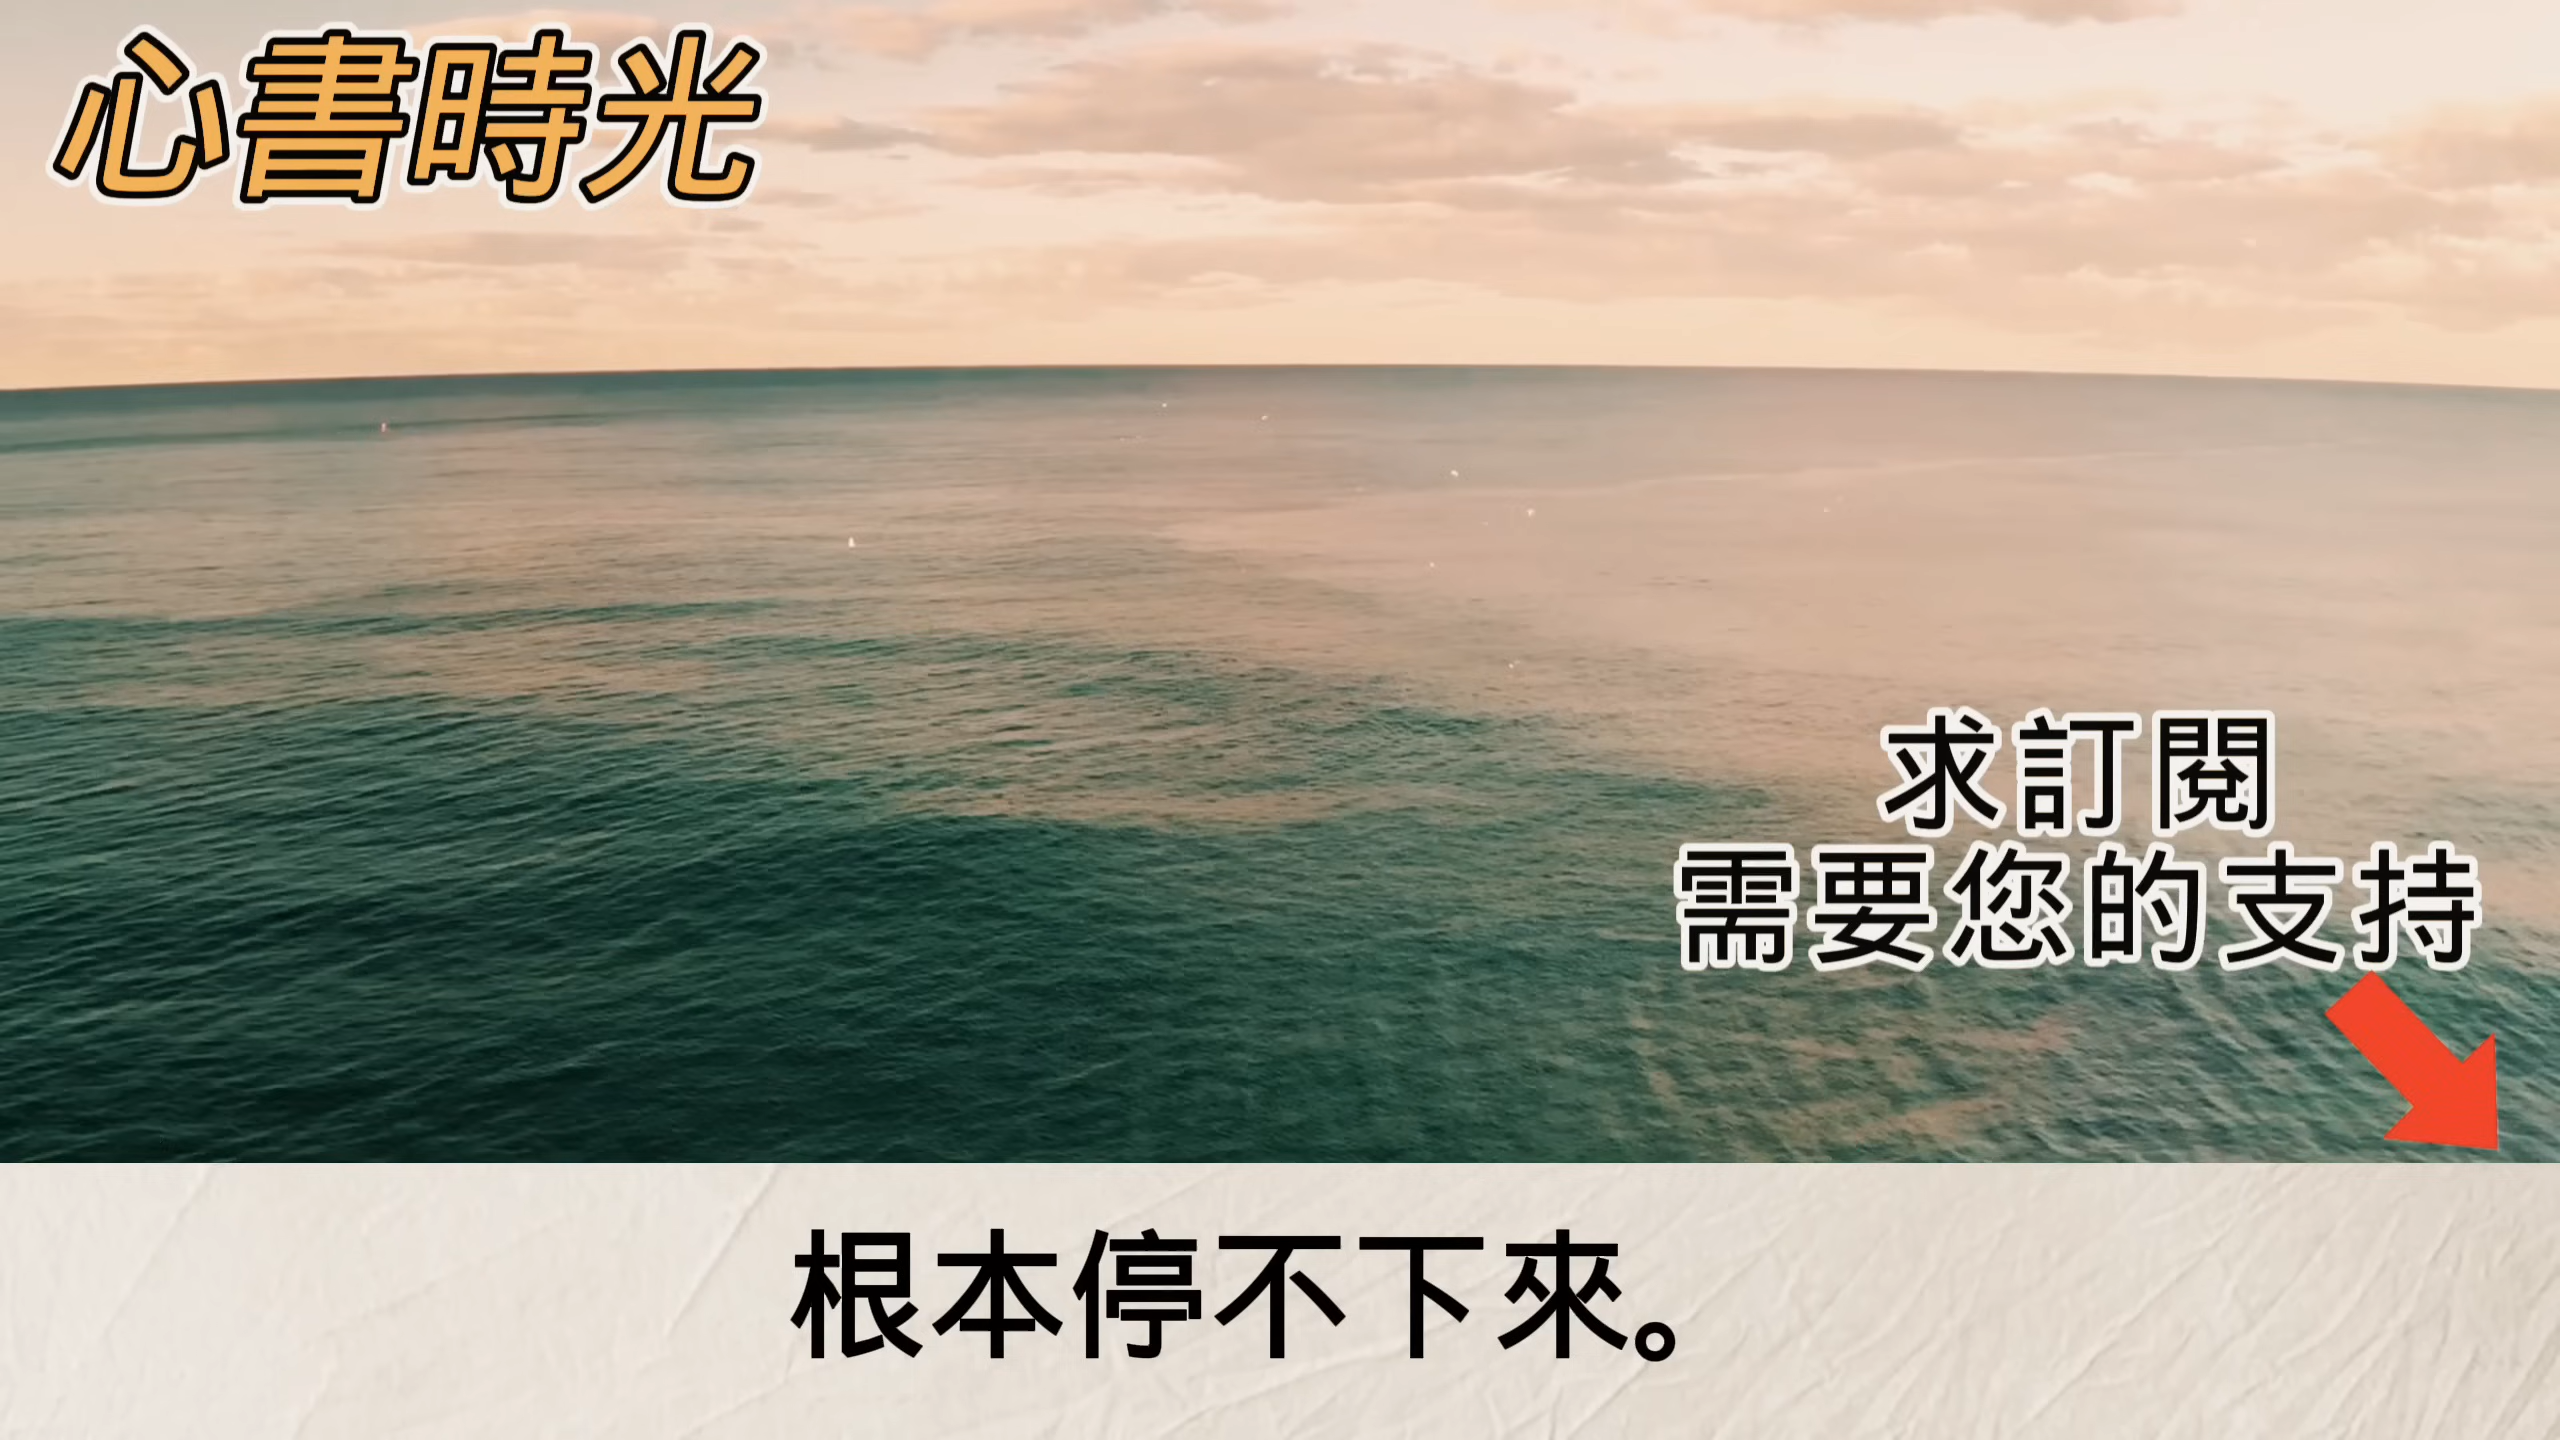 心書時光
求訂閱
需要您的支持
根本停不下來。